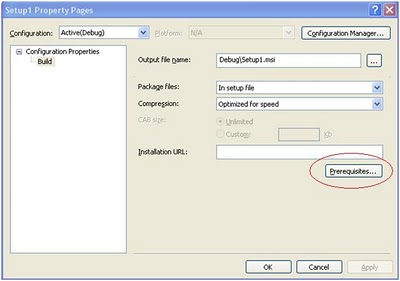 Setup1 Property Pages
Configuration: Active(Debug) Platform: N/A Configuration Manager...
Configuration Properties
Build
Output file name: Debug\Setup1.msi ...
Package files: In setup file
Compression: Optimized for speed
CAB size: Unlimited
Custom: Kb
Installation URL:
Prerequisites...
OK Cancel Apply